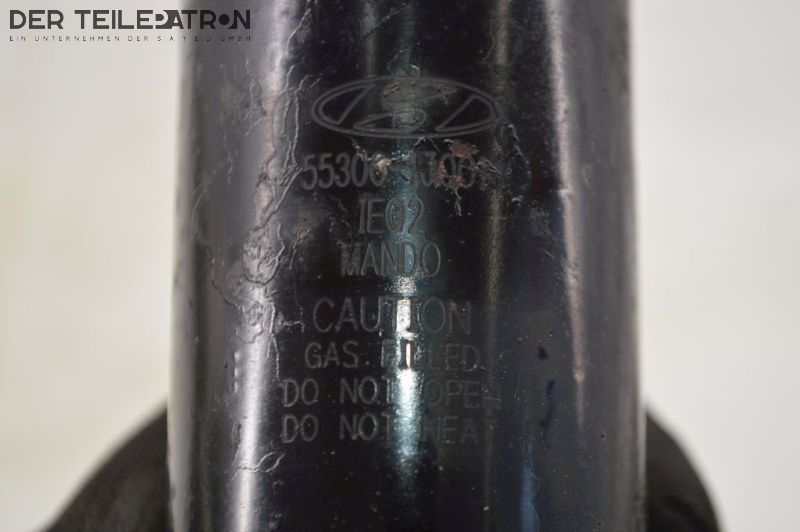 DER TEILEPATRON
EIN UNTERNEHMEN DER S A Y E D GMBH
IE02
MANDO
CAUTION
GAS FILLED
DO NOT OPEN
DO NOT HEAT